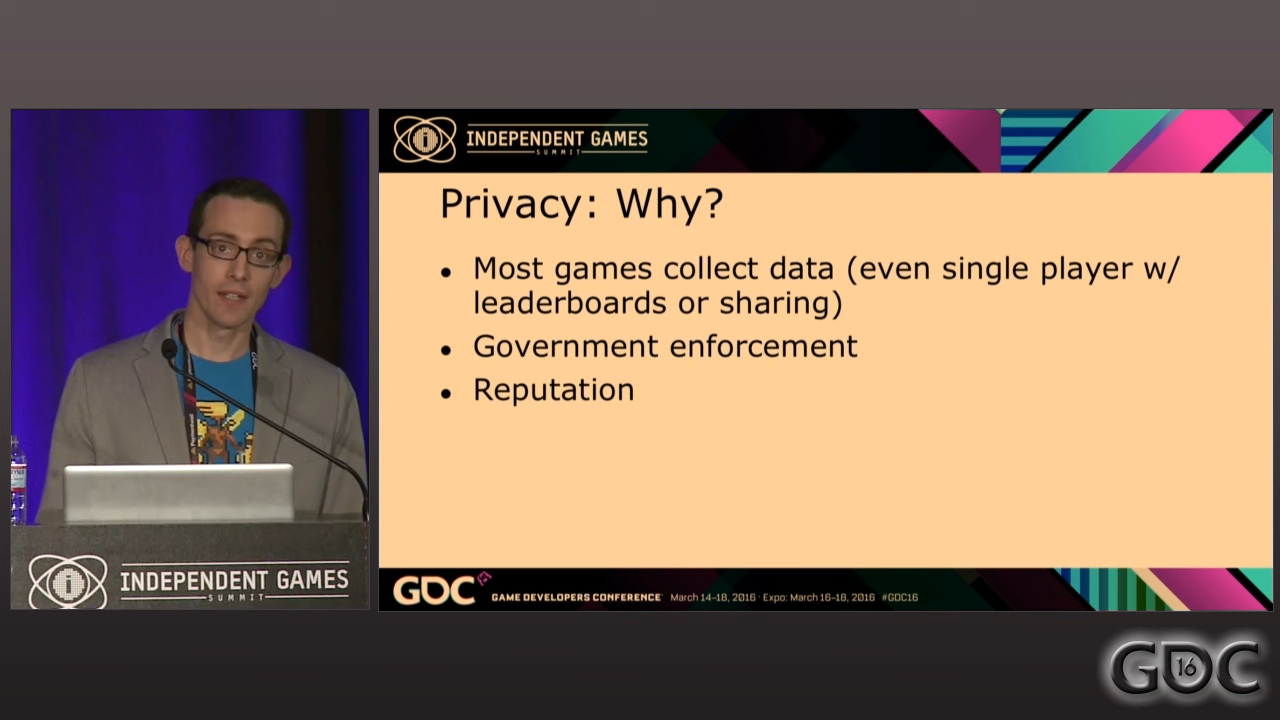 INDEPENDENT GAMES
SUMMIT
Privacy: Why?
• Most games collect data (even single player w/
leaderboards or sharing)
• Government enforcement
• Reputation
GDC
GAME DEVELOPERS CONFERENCE March 14-18, 2016 · Expo: March 16-18, 2016 #GDC16
INDEPENDENT GAMES
SUMMIT
GDC
16